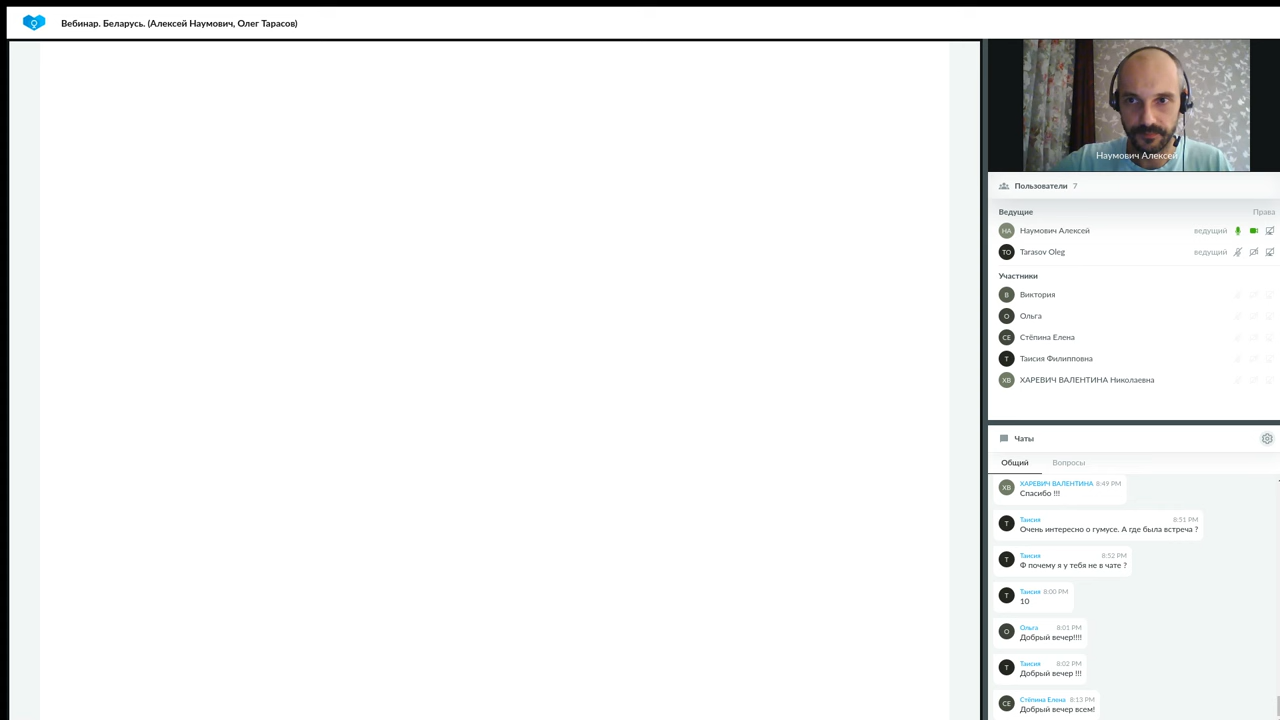 Вебинар. Беларусь. (Алексей Наумович, Олег Тарасов)
Наумович Алексей
Пользователи 7
Ведущие Права
НА Наумович Алексей ведущий
TO Tarasov Oleg ведущий
Участники
В Виктория
О Ольга
СЕ Стёпина Елена
Т Таисия Филипповна
ХВ ХАРЕВИЧ ВАЛЕНТИНА Николаевна
Чаты
Общий Вопросы
ХВ ХАРЕВИЧ ВАЛЕНТИНА 8:49 PM
Спасибо !!!
Т Таисия 8:51 PM
Очень интересно о гумусе. А где была встреча ?
Т Таисия 8:52 PM
Ф почему я у тебя не в чате ?
Т Таисия 8:00 PM
10
О Ольга 8:01 PM
Добрый вечер!!!!
Т Таисия 8:02 PM
Добрый вечер !!!
СЕ Стёпина Елена 8:13 PM
Добрый вечер всем!